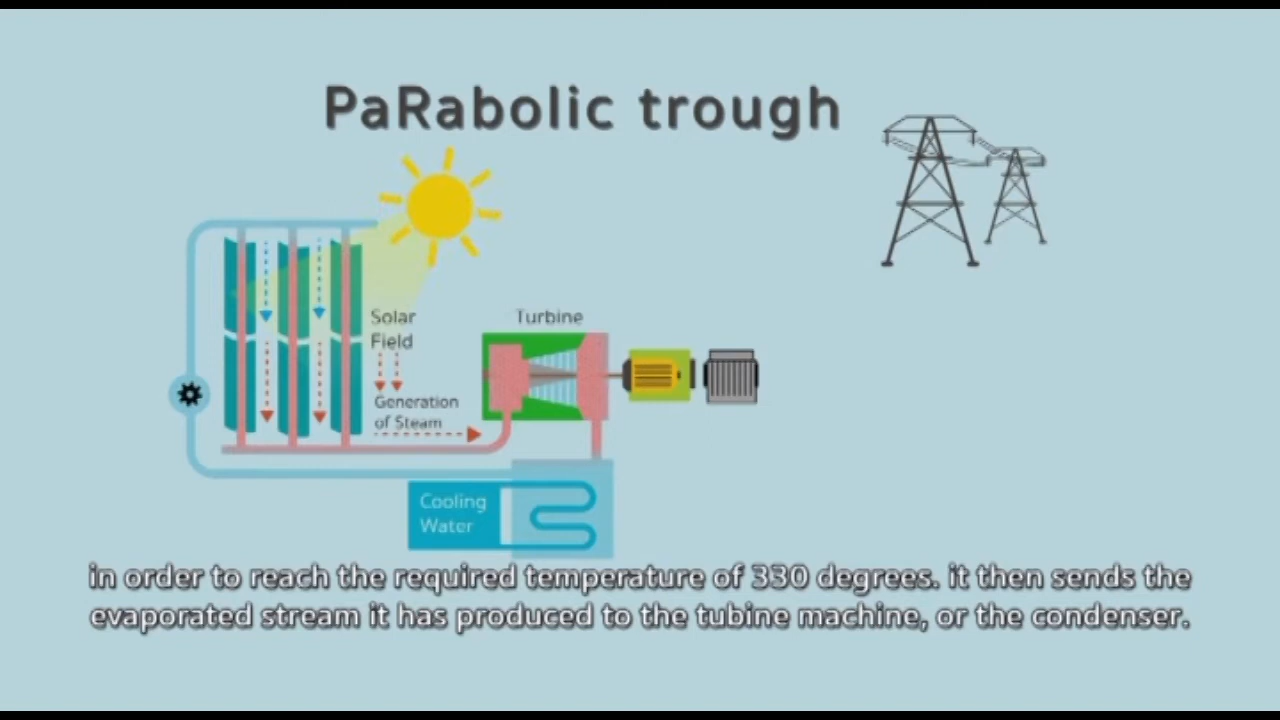 PaRabolic trough
Solar
Field
Turbine
Generation
of Steam
Cooling
Water
in order to reach the required temperature of 330 degrees. it then sends the
evaporated stream it has produced to the tubine machine, or the condenser.